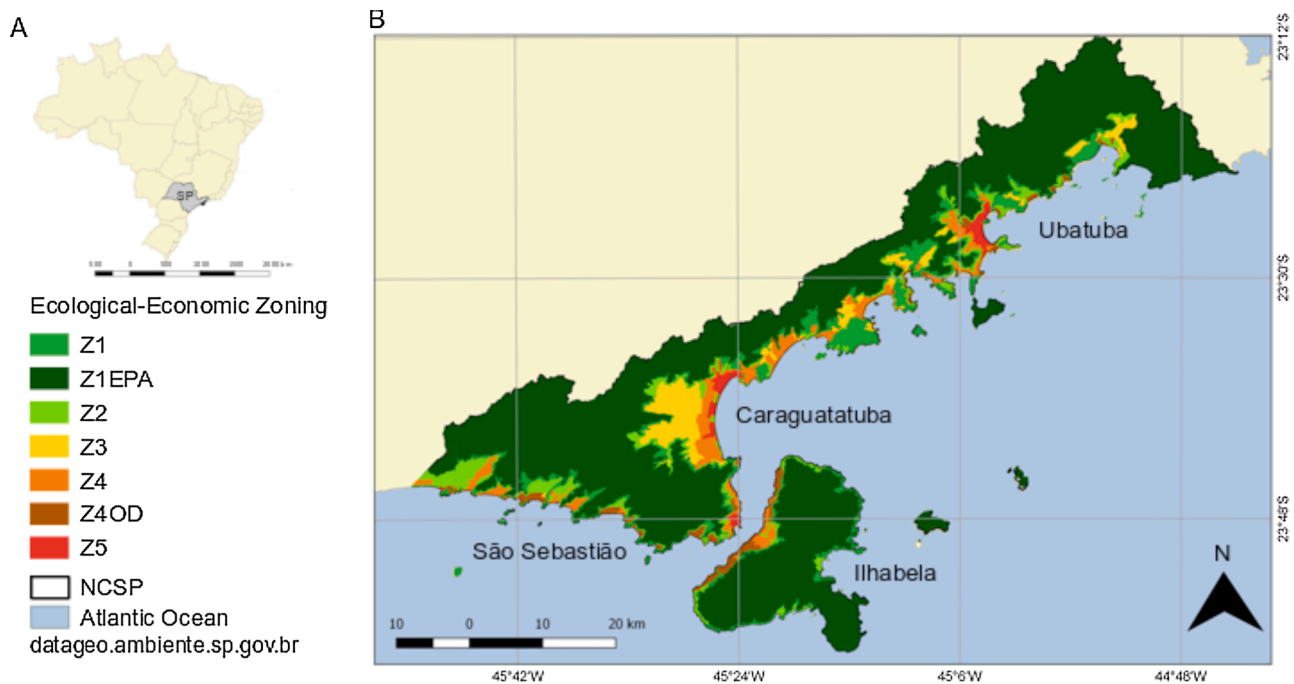 A
B
SP
Ecological-Economic Zoning
Z1
Z1EPA
Z2
Z3
Z4
Z4OD
Z5
NCSP
Atlantic Ocean
datageo.ambiente.sp.gov.br
Ubatuba
Caraguatatuba
São Sebastião
Ilhabela
N
10 0 10 20 km
45°42'W 45°24'W 45°6'W 44°48'W
23°12'S
23°30'S
23°48'S